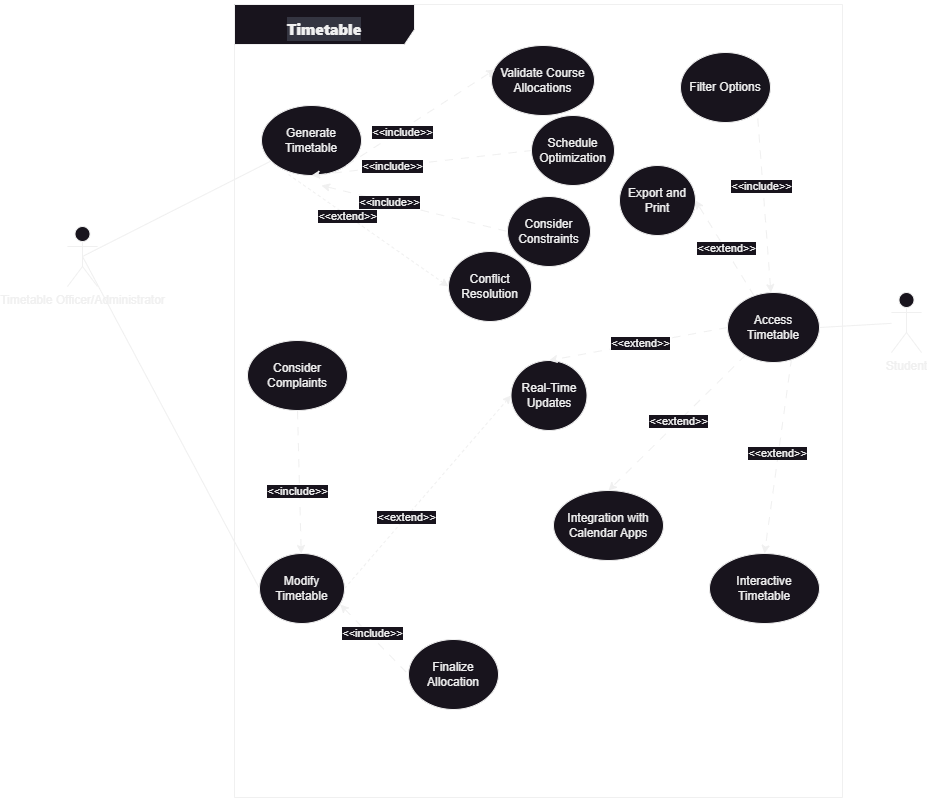 Timetable
Validate Course
Allocations
Filter Options
Generate
Timetable
<<include>>
Schedule
Optimization
<<include>>
<<include>>
Export and
Print
<<include>>
<<extend>>
Consider
Constraints
<<extend>>
Conflict
Resolution
Timetable Officer/Administrator
Access
Timetable
Student
<<extend>>
Consider
Complaints
Real-Time
Updates
<<extend>>
<<extend>>
<<include>>
<<extend>>
Integration with
Calendar Apps
Modify
Timetable
Interactive
Timetable
<<include>>
Finalize
Allocation